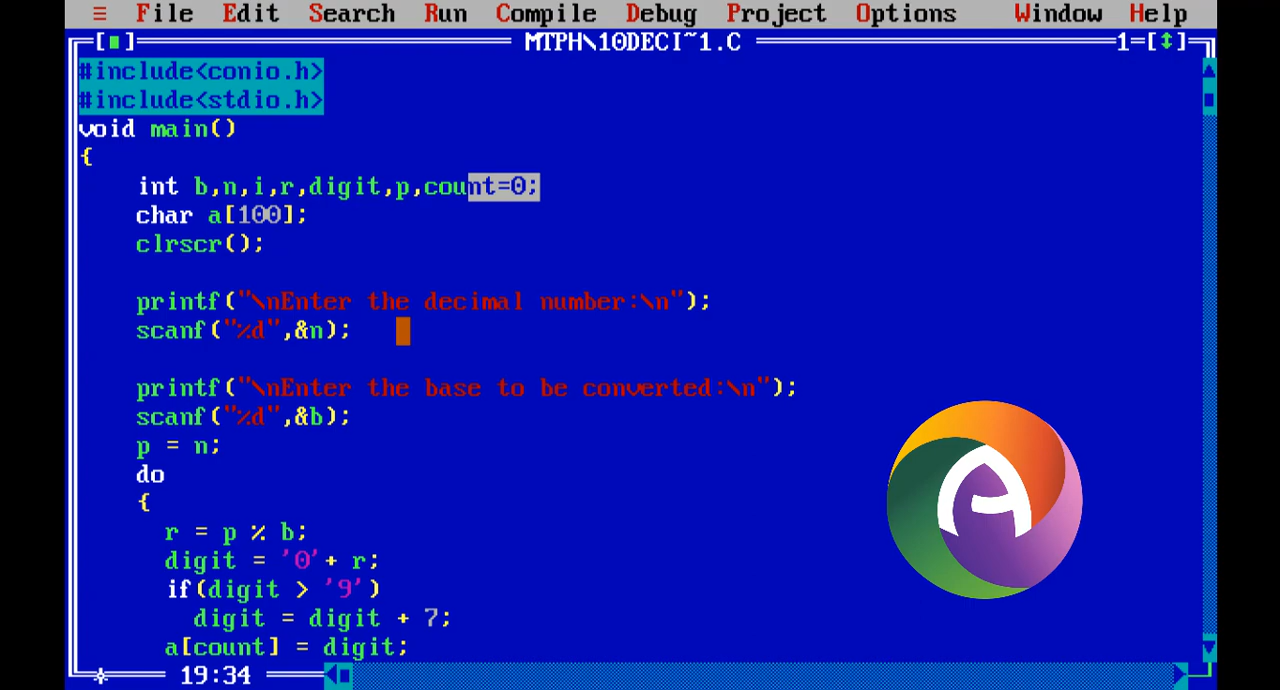 ≡ File Edit Search Run Compile Debug Project Options Window Help
[■] MTPH\10DECI~1.C 1=[↕]
#include<conio.h>
#include<stdio.h>
void main()
{
int b,n,i,r,digit,p,count=0;
char a[100];
clrscr();
printf("\nEnter the decimal number:\n");
scanf("%d",&n);
printf("\nEnter the base to be converted:\n");
scanf("%d",&b);
p = n;
do
{
r = p % b;
digit = '0'+ r;
if(digit > '9')
digit = digit + 7;
a[count] = digit;
19:34
A